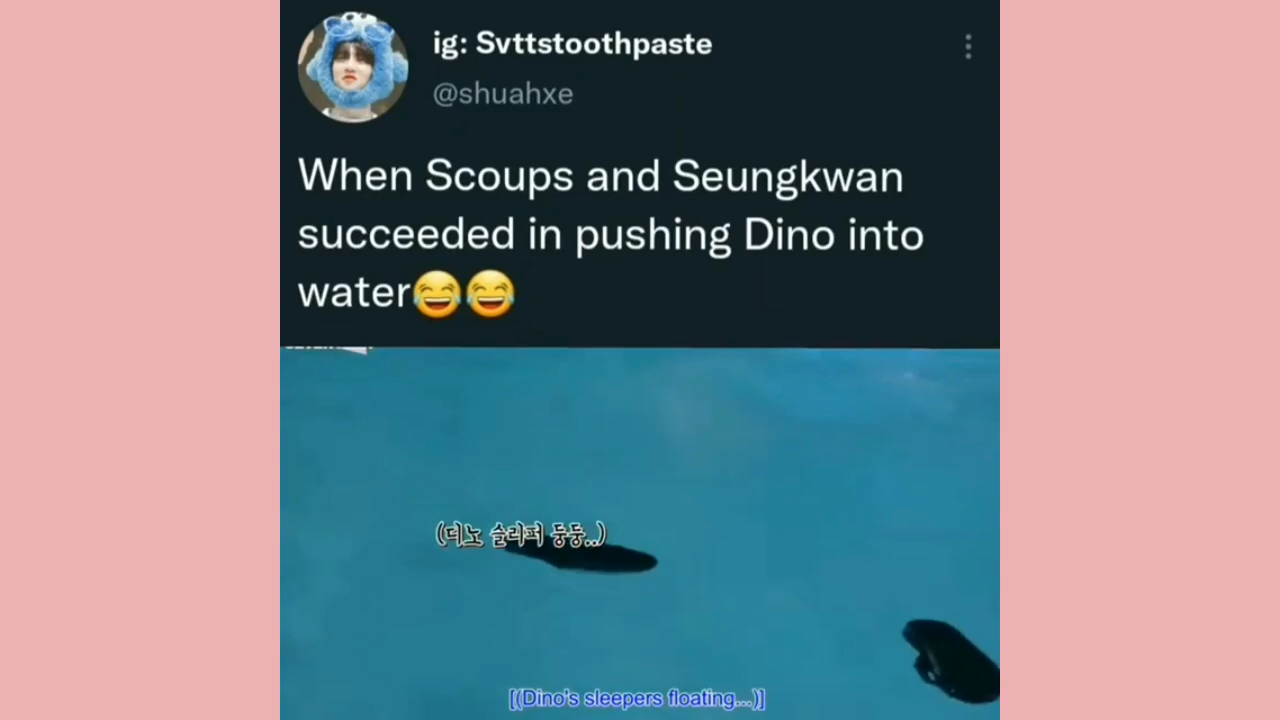 ig: Svttstoothpaste
@shuahxe
When Scoups and Seungkwan
succeeded in pushing Dino into
water😂😂
(디노 슬리퍼 둥둥..)
[(Dino's sleepers floating...)]